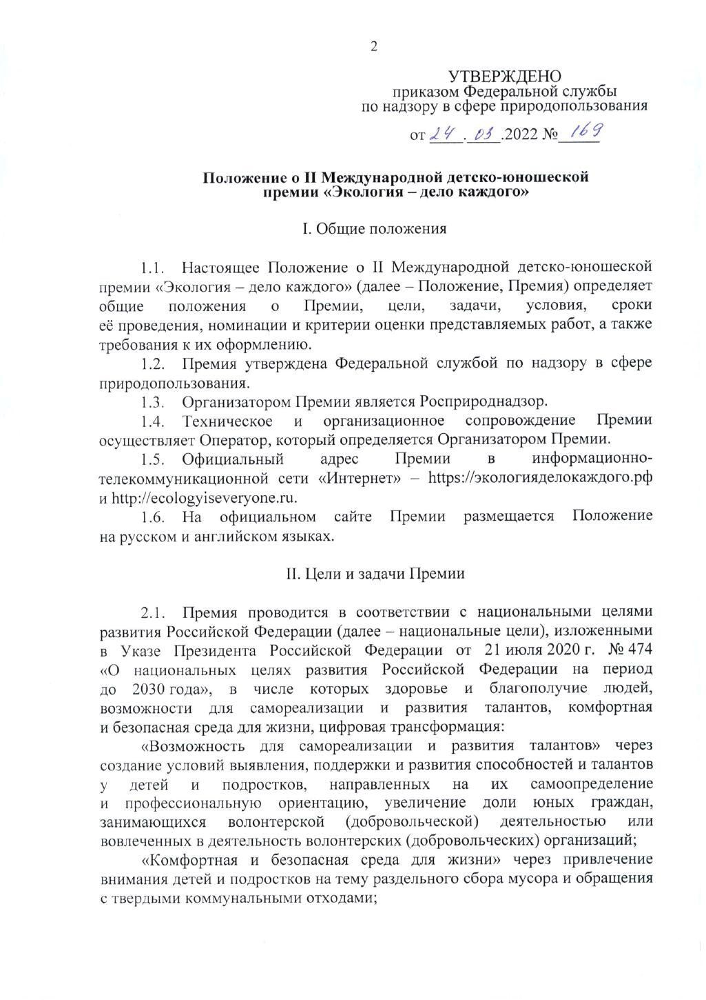 2
УТВЕРЖДЕНО
приказом Федеральной службы
по надзору в сфере природопользования
от 24.03.2022 № 169
Положение о II Международной детско-юношеской
премии «Экология – дело каждого»
I. Общие положения
1.1. Настоящее Положение о II Международной детско-юношеской
премии «Экология – дело каждого» (далее – Положение, Премия) определяет
общие положения о Премии, цели, задачи, условия, сроки
её проведения, номинации и критерии оценки представляемых работ, а также
требования к их оформлению.
1.2. Премия утверждена Федеральной службой по надзору в сфере
природопользования.
1.3. Организатором Премии является Росприроднадзор.
1.4. Техническое и организационное сопровождение Премии
осуществляет Оператор, который определяется Организатором Премии.
1.5. Официальный адрес Премии в информационно-
телекоммуникационной сети «Интернет» – https://экологияделокаждого.рф
и http://ecologyiseveryone.ru.
1.6. На официальном сайте Премии размещается Положение
на русском и английском языках.
II. Цели и задачи Премии
2.1. Премия проводится в соответствии с национальными целями
развития Российской Федерации (далее – национальные цели), изложенными
в Указе Президента Российской Федерации от 21 июля 2020 г. № 474
«О национальных целях развития Российской Федерации на период
до 2030 года», в числе которых здоровье и благополучие людей,
возможности для самореализации и развития талантов, комфортная
и безопасная среда для жизни, цифровая трансформация:
«Возможность для самореализации и развития талантов» через
создание условий выявления, поддержки и развития способностей и талантов
у детей и подростков, направленных на их самоопределение
и профессиональную ориентацию, увеличение доли юных граждан,
занимающихся волонтерской (добровольческой) деятельностью или
вовлеченных в деятельность волонтерских (добровольческих) организаций;
«Комфортная и безопасная среда для жизни» через привлечение
внимания детей и подростков на тему раздельного сбора мусора и обращения
с твердыми коммунальными отходами;